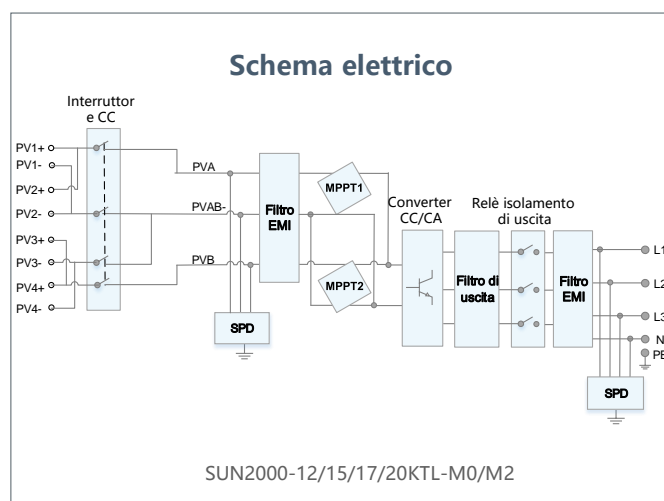 Schema elettrico
Interruttor
e CC
PV1+
PV1-
PV2+
PV2-
PV3+
PV3-
PV4+
PV4-
PVA
PVAB-
PVB
SPD
Filtro
EMI
MPPT1
MPPT2
Converter
CC/CA
Filtro di
uscita
Relè isolamento
di uscita
Filtro
EMI
L1
L2
L3
N
PE
SPD
SUN2000-12/15/17/20KTL-M0/M2